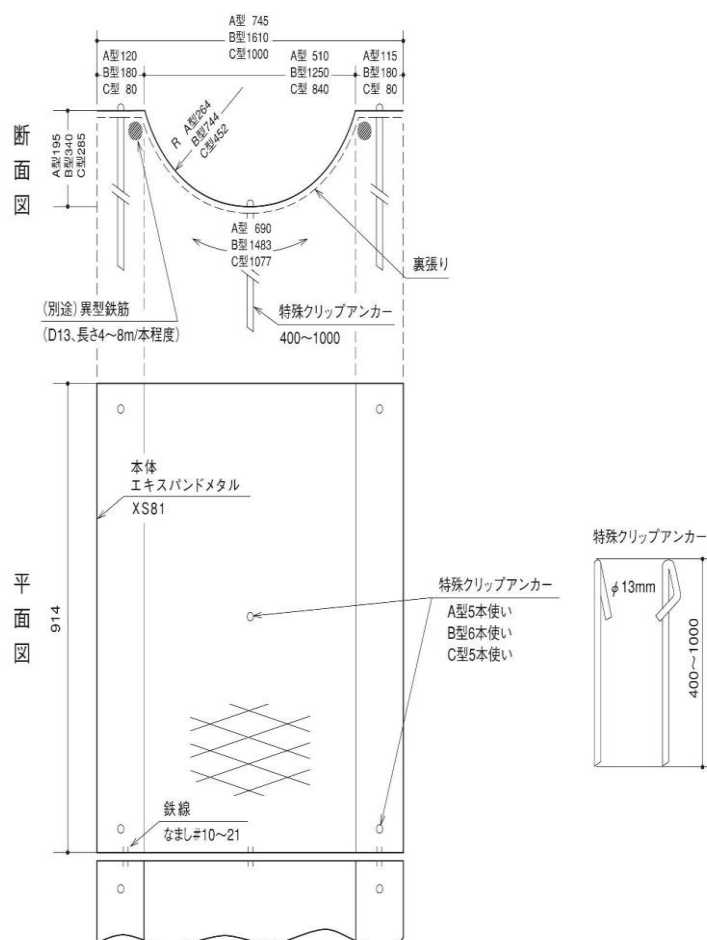 A型 745
B型1610
C型1000
A型120
B型180
C型 80
A型 510
B型1250
C型 840
A型115
B型180
C型 80
断面図
A型195
B型340
C型285
R A型264
B型744
C型452
A型 690
B型1483
C型1077
裏張り
(別途)異型鉄筋
(D13、長さ4〜8m/本程度)
特殊クリップアンカー
400〜1000
本体
エキスパンドメタル
XS81
平面図
914
特殊クリップアンカー
A型5本使い
B型6本使い
C型5本使い
鉄線
なまし#10〜21
特殊クリップアンカー
φ13mm
400〜1000